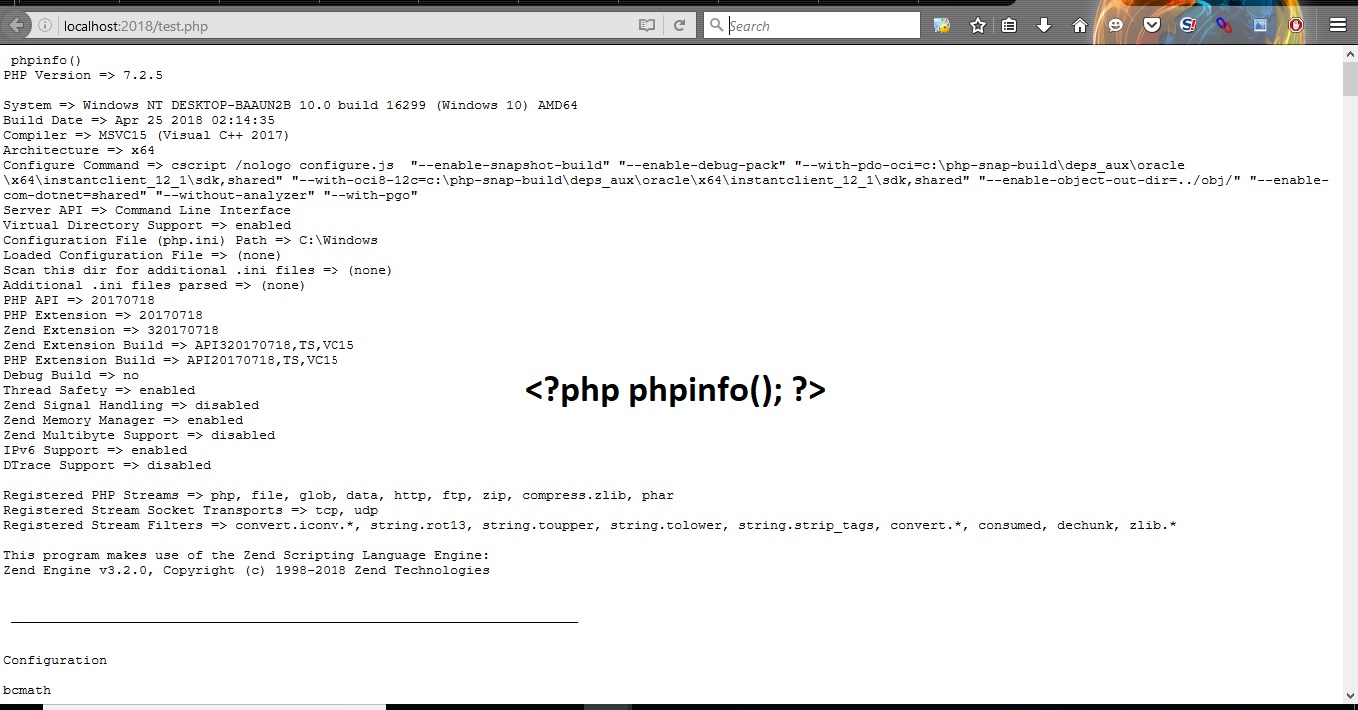 localhost:2018/test.php
Search
phpinfo()
PHP Version => 7.2.5
System => Windows NT DESKTOP-BAAUN2B 10.0 build 16299 (Windows 10) AMD64
Build Date => Apr 25 2018 02:14:35
Compiler => MSVC15 (Visual C++ 2017)
Architecture => x64
Configure Command => cscript /nologo configure.js  "--enable-snapshot-build" "--enable-debug-pack" "--with-pdo-oci=c:\php-snap-build\deps_aux\oracle
\x64\instantclient_12_1\sdk,shared" "--with-oci8-12c=c:\php-snap-build\deps_aux\oracle\x64\instantclient_12_1\sdk,shared" "--enable-object-out-dir=../obj/" "--enable-
com-dotnet=shared" "--without-analyzer" "--with-pgo"
Server API => Command Line Interface
Virtual Directory Support => enabled
Configuration File (php.ini) Path => C:\Windows
Loaded Configuration File => (none)
Scan this dir for additional .ini files => (none)
Additional .ini files parsed => (none)
PHP API => 20170718
PHP Extension => 20170718
Zend Extension => 320170718
Zend Extension Build => API320170718,TS,VC15
PHP Extension Build => API20170718,TS,VC15
Debug Build => no
Thread Safety => enabled
<?php phpinfo(); ?>
Zend Signal Handling => disabled
Zend Memory Manager => enabled
Zend Multibyte Support => disabled
IPv6 Support => enabled
DTrace Support => disabled
Registered PHP Streams => php, file, glob, data, http, ftp, zip, compress.zlib, phar
Registered Stream Socket Transports => tcp, udp
Registered Stream Filters => convert.iconv.*, string.rot13, string.toupper, string.tolower, string.strip_tags, convert.*, consumed, dechunk, zlib.*
This program makes use of the Zend Scripting Language Engine:
Zend Engine v3.2.0, Copyright (c) 1998-2018 Zend Technologies
Configuration
bcmath